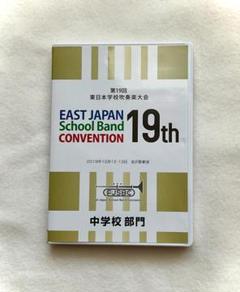 第19回
東日本学校吹奏楽大会
EAST JAPAN
School Band
CONVENTION
19th
EJSBC
中学校 部門